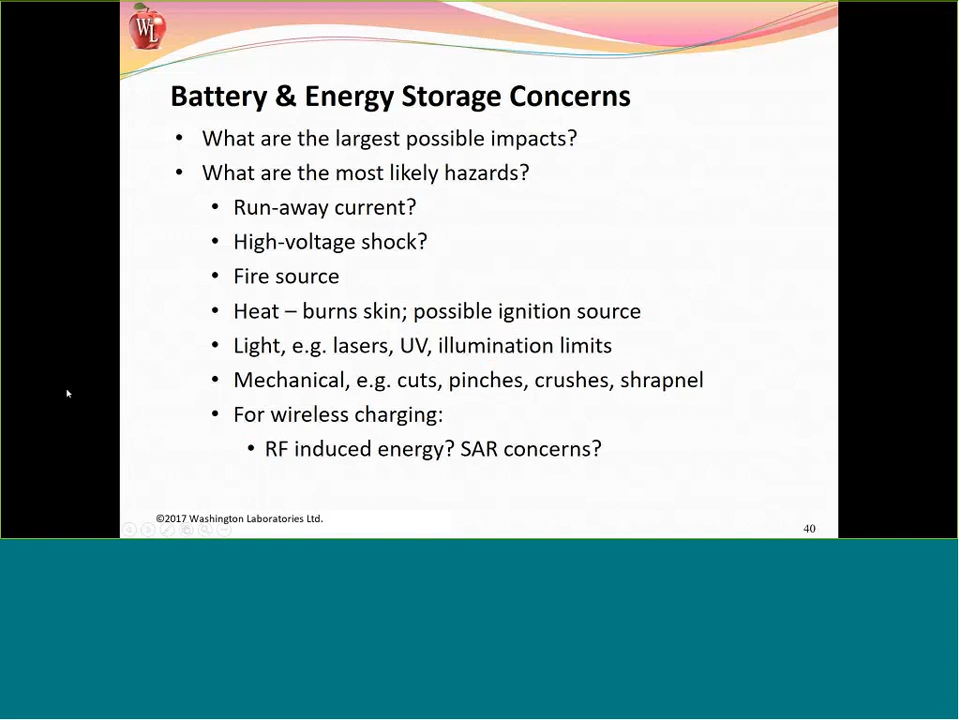 WL
Battery & Energy Storage Concerns
• What are the largest possible impacts?
• What are the most likely hazards?
• Run-away current?
• High-voltage shock?
• Fire source
• Heat – burns skin; possible ignition source
• Light, e.g. lasers, UV, illumination limits
• Mechanical, e.g. cuts, pinches, crushes, shrapnel
• For wireless charging:
• RF induced energy? SAR concerns?
©2017 Washington Laboratories Ltd.
40